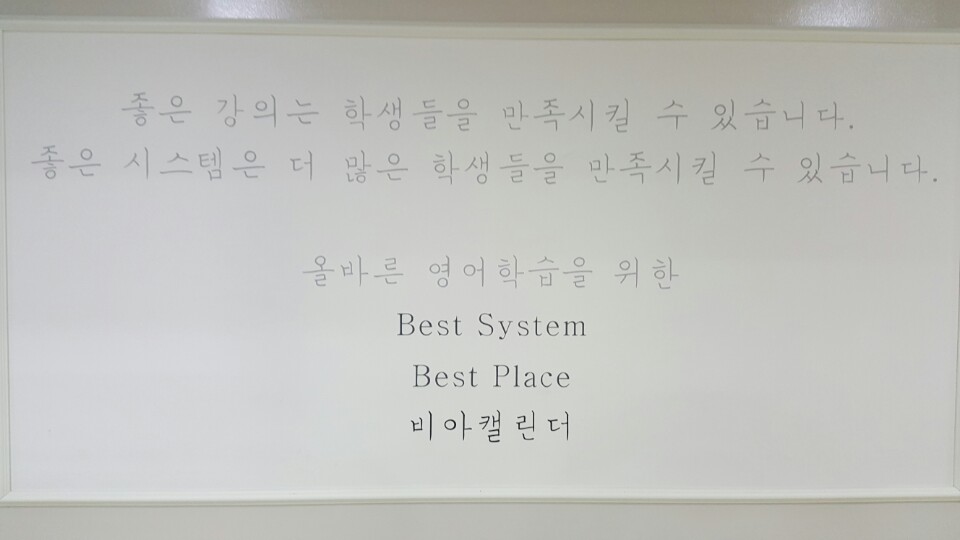 좋은 강의는 학생들을 만족시킬 수 있습니다.
좋은 시스템은 더 많은 학생들을 만족시킬 수 있습니다.
올바른 영어학습을 위한
Best System
Best Place
비아캘린더